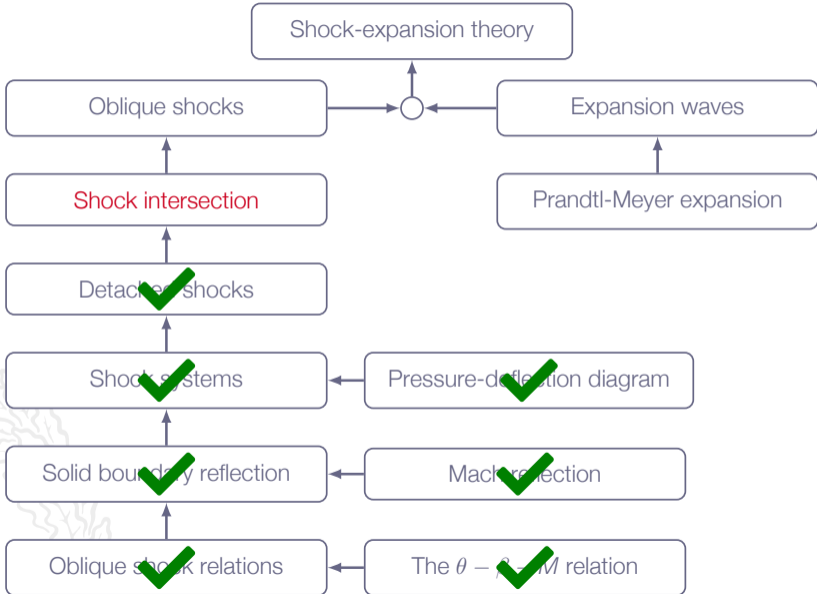 Shock-expansion theory
Oblique shocks
Expansion waves
Shock intersection
Prandtl-Meyer expansion
Detached shocks
Shock systems
Pressure-deflection diagram
Solid boundary reflection
Mach reflection
Oblique shock relations
The θ − β − M relation